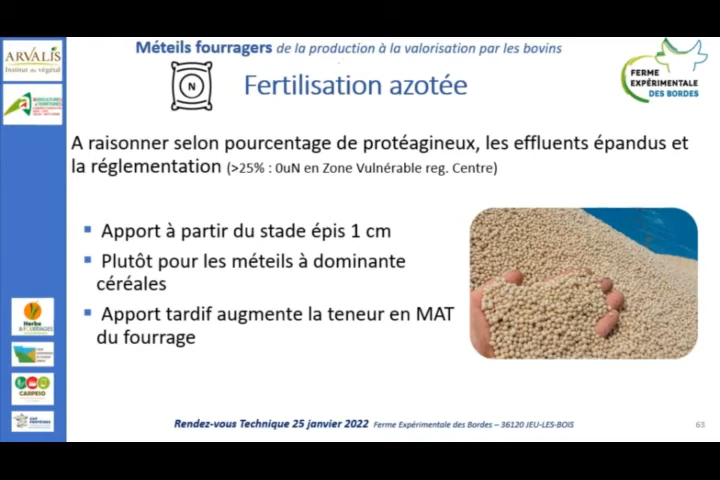 Méteils fourragers de la production à la valorisation par les bovins
ARVALIS
Institut du végétal
N
Fertilisation azotée
FERME
EXPÉRIMENTALE
DES BORDES
A raisonner selon pourcentage de protéagineux, les effluents épandus et
la réglementation (>25% : 0uN en Zone Vulnérable reg. Centre)
Apport à partir du stade épis 1 cm
Plutôt pour les méteils à dominante
céréales
Apport tardif augmente la teneur en MAT
du fourrage
Herbe
& FOURRAGES
Rendez-vous Technique 25 janvier 2022 Ferme Expérimentale des Bordes – 36120 JEU-LES-BOIS
63